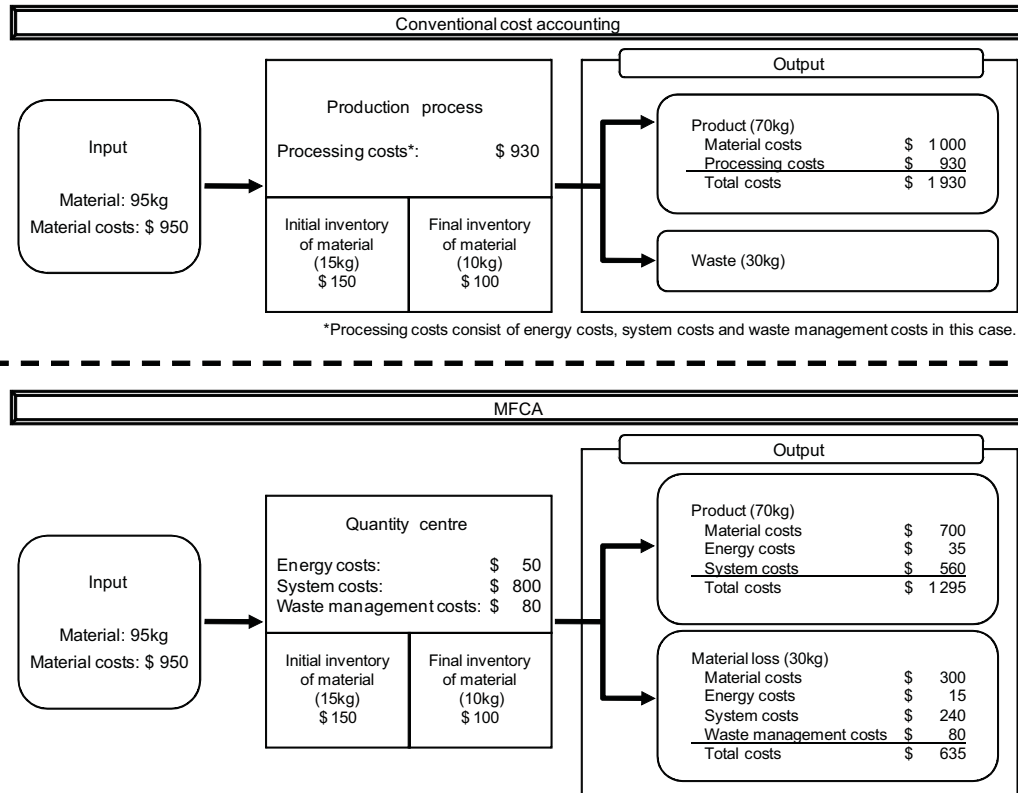 Conventional cost accounting
Output
Input
Material: 95kg
Material costs: $ 950
Production process
Processing costs*: $ 930
Initial inventory
of material
(15kg)
$ 150
Final inventory
of material
(10kg)
$ 100
Product (70kg)
Material costs $ 1 000
Processing costs $ 930
Total costs $ 1 930
Waste (30kg)
*Processing costs consist of energy costs, system costs and waste management costs in this case.
MFCA
Output
Input
Material: 95kg
Material costs: $ 950
Quantity centre
Energy costs: $ 50
System costs: $ 800
Waste management costs: $ 80
Initial inventory
of material
(15kg)
$ 150
Final inventory
of material
(10kg)
$ 100
Product (70kg)
Material costs $ 700
Energy costs $ 35
System costs $ 560
Total costs $ 1 295
Material loss (30kg)
Material costs $ 300
Energy costs $ 15
System costs $ 240
Waste management costs $ 80
Total costs $ 635